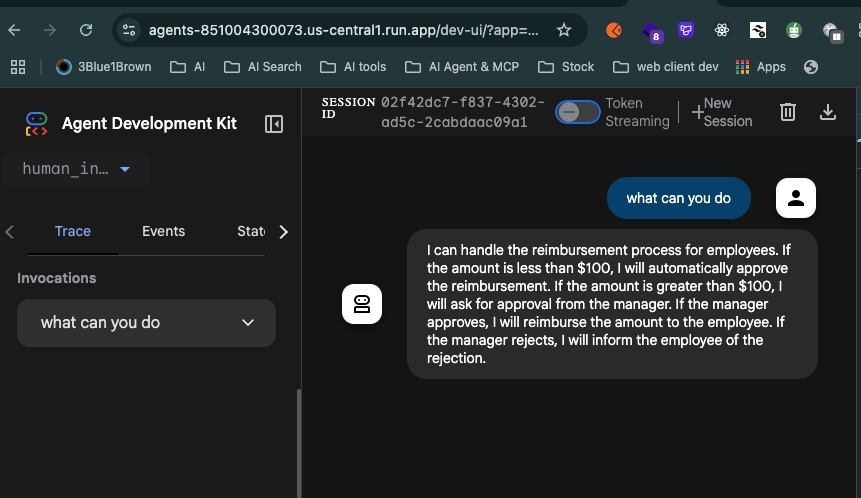 agents-851004300073.us-central1.run.app/dev-ui/?app=...
8
3Blue1Brown
AI
AI Search
AI tools
AI Agent & MCP
Stock
web client dev
Apps
Agent Development Kit
SESSION ID
02f42dc7-f837-4302-
ad5c-2cabdaac09a1
Token
Streaming
New
Session
human_in...
Trace
Events
State
Invocations
what can you do
what can you do
I can handle the reimbursement process for employees. If
the amount is less than $100, I will automatically approve
the reimbursement. If the amount is greater than $100, I
will ask for approval from the manager. If the manager
approves, I will reimburse the amount to the employee. If
the manager rejects, I will inform the employee of the
rejection.